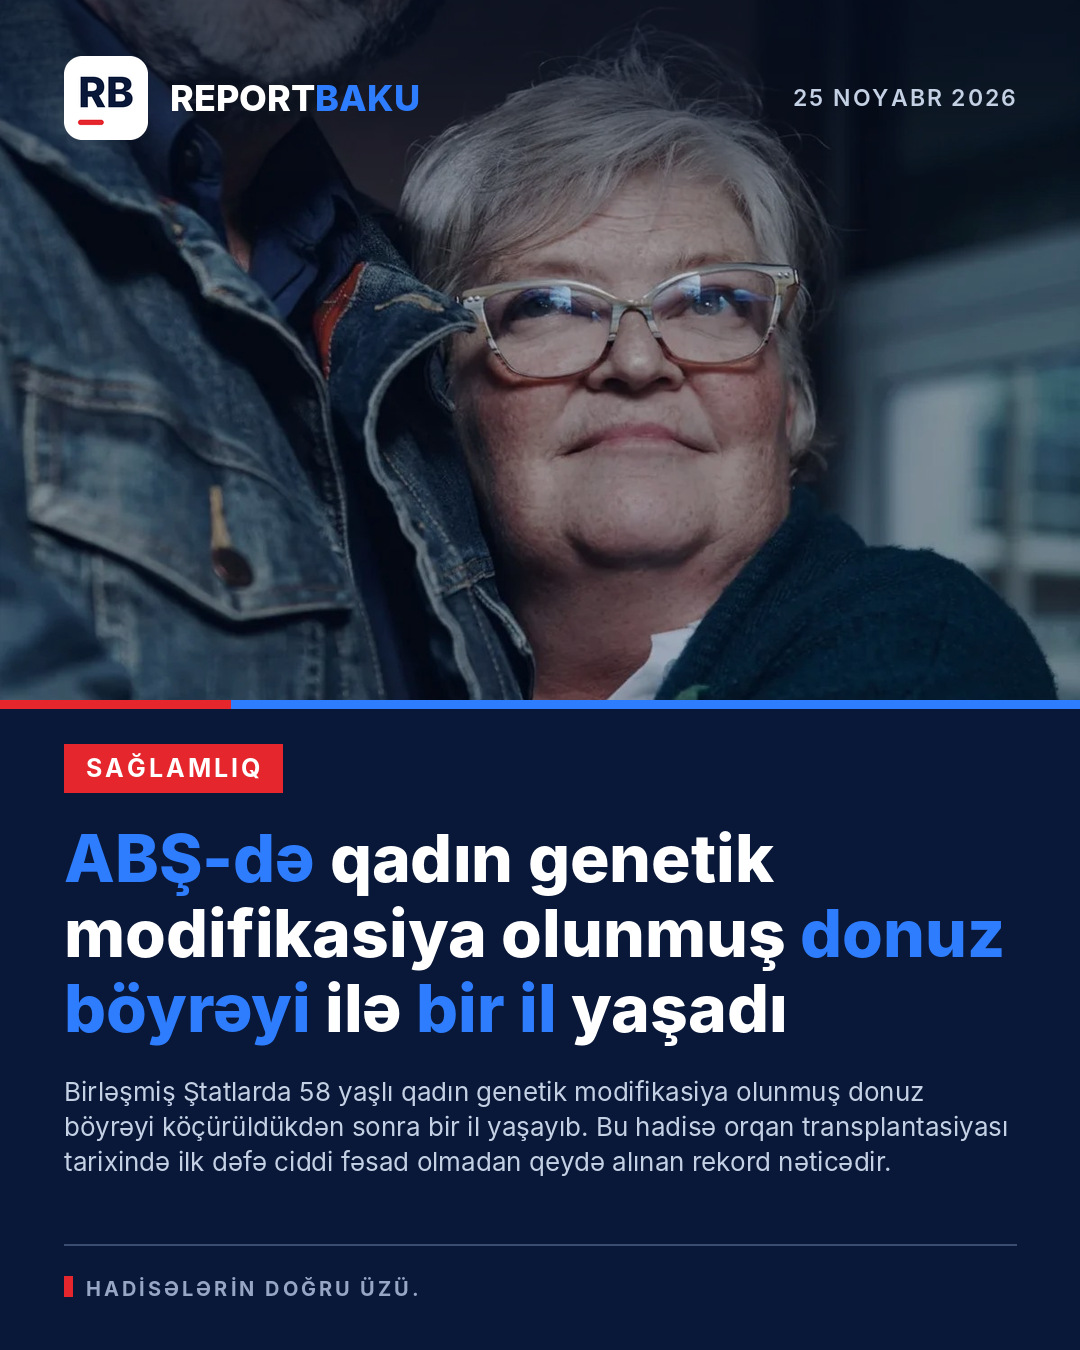 RB
REPORTBAKU
25 NOYABR 2026
SAĞLAMLIQ
ABŞ-də qadın genetik
modifikasiya olunmuş donuz
böyrəyi ilə bir il yaşadı
Birləşmiş Ştatlarda 58 yaşlı qadın genetik modifikasiya olunmuş donuz
böyrəyi köçürüldükdən sonra bir il yaşayıb. Bu hadisə orqan transplantasiyası
tarixində ilk dəfə ciddi fəsad olmadan qeydə alınan rekord nəticədir.
HADİSƏLƏRİN DOĞRU ÜZÜ.